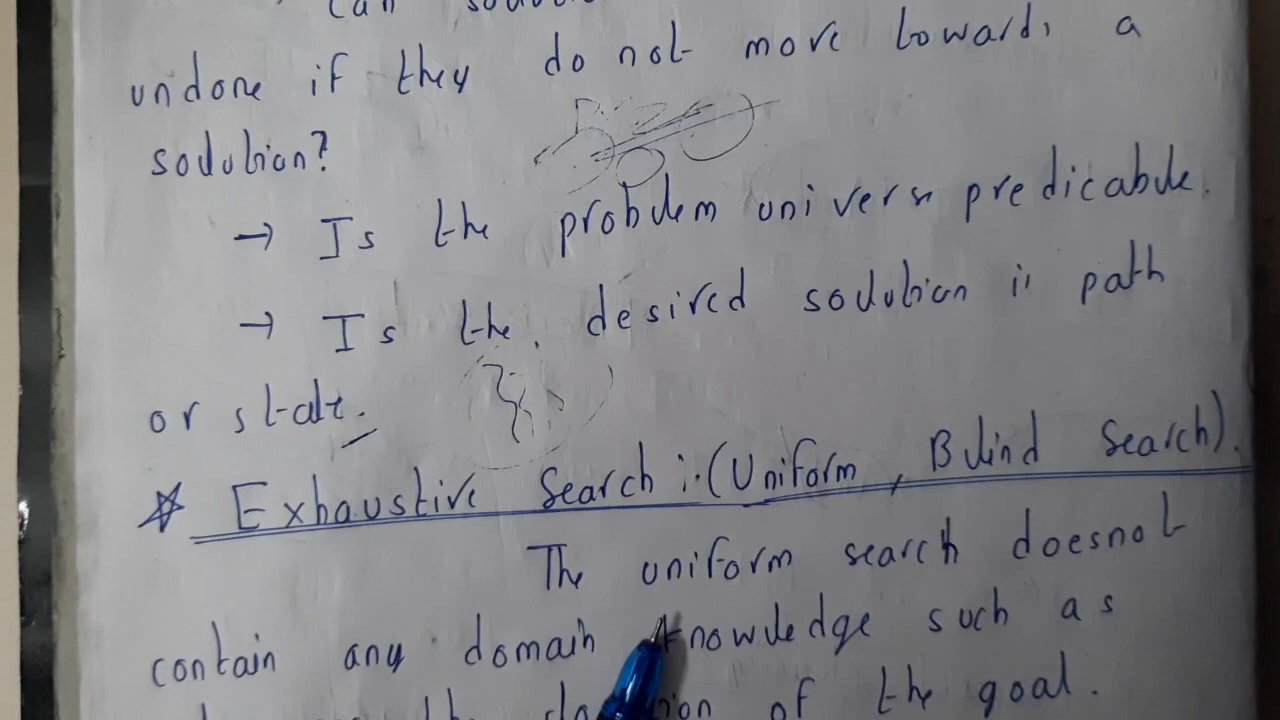 can
undone if they do not move towards a
solution?
→ Is the problem univers predicable.
→ Is the desired solution is path
or state.
☆ Exhaustive Search :- (Uniform, Blind Search).
The uniform search doesnot
contain any domain knowledge such as
of the goal.